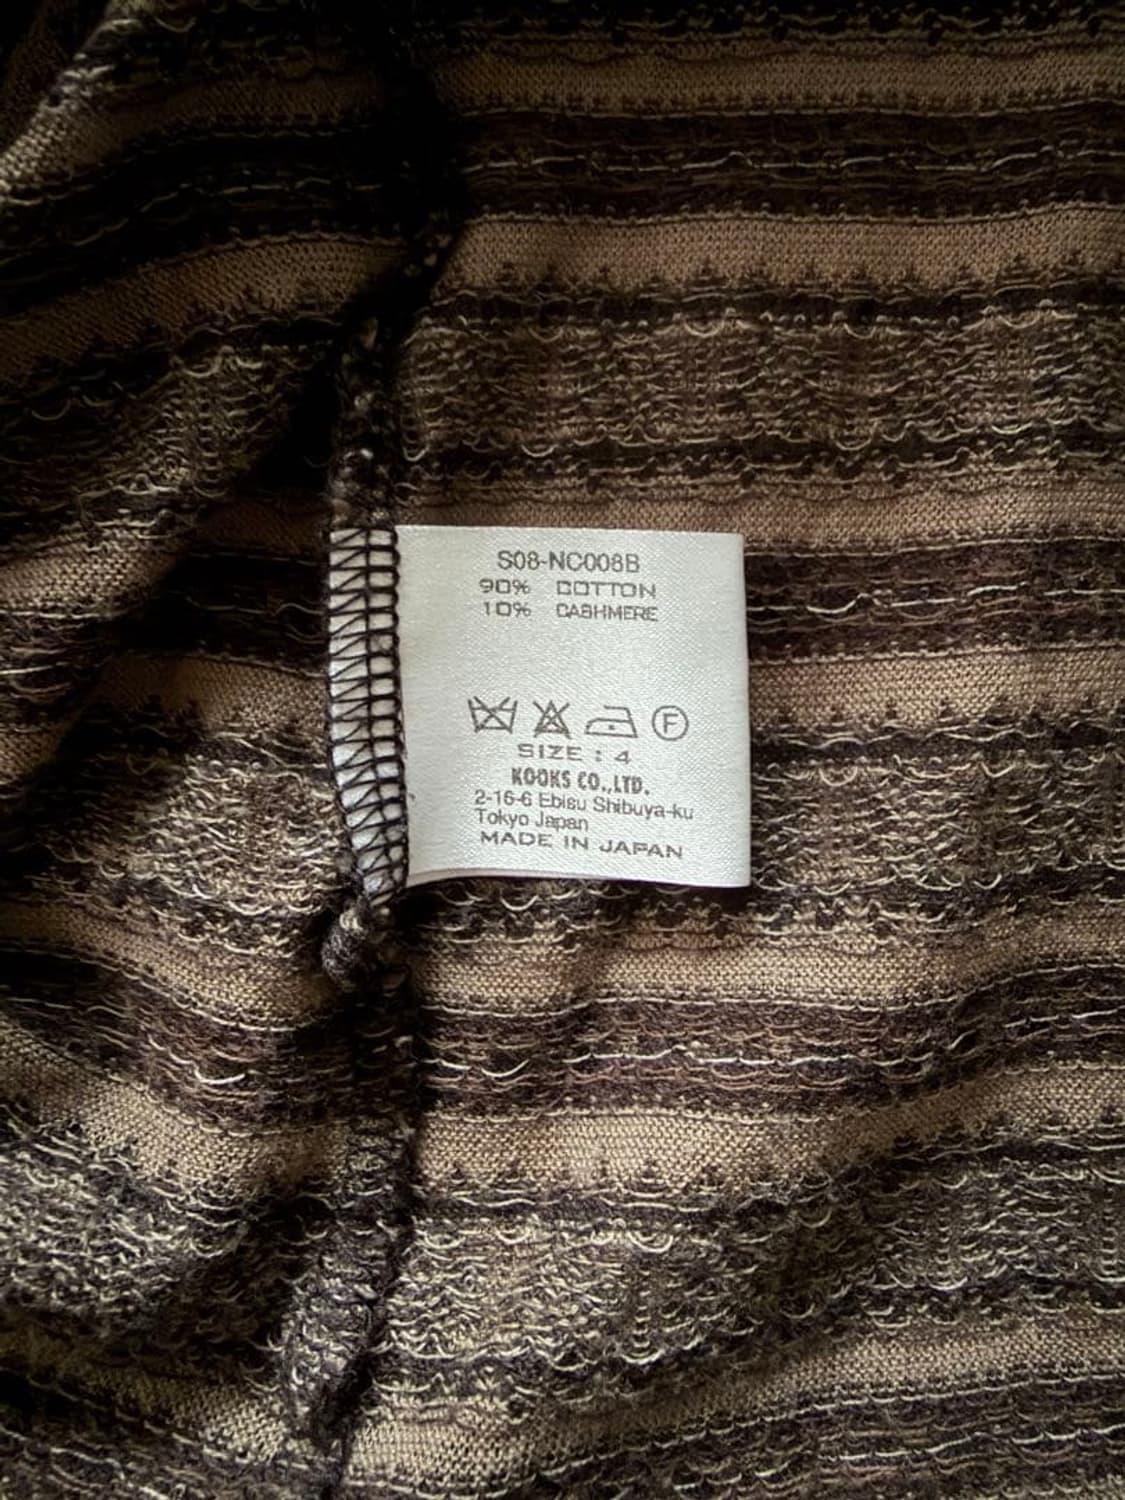 S08-NC008B
90% COTTON
10% CASHMERE
F
SIZE : 4
KOOKS CO.,LTD.
2-16-6 Ebisu Shibuya-ku
Tokyo Japan
MADE IN JAPAN